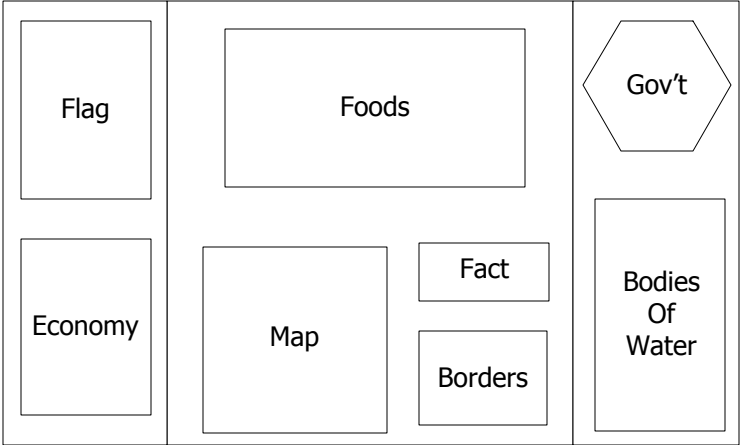 Flag
Economy
Foods
Map
Fact
Borders
Gov't
Bodies
Of
Water